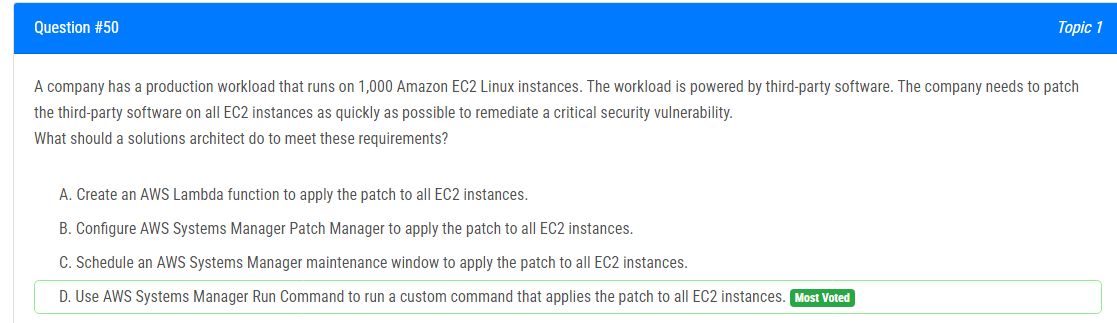 Question #50
Topic 1
A company has a production workload that runs on 1,000 Amazon EC2 Linux instances. The workload is powered by third-party software. The company needs to patch
the third-party software on all EC2 instances as quickly as possible to remediate a critical security vulnerability.
What should a solutions architect do to meet these requirements?
A. Create an AWS Lambda function to apply the patch to all EC2 instances.
B. Configure AWS Systems Manager Patch Manager to apply the patch to all EC2 instances.
C. Schedule an AWS Systems Manager maintenance window to apply the patch to all EC2 instances.
D. Use AWS Systems Manager Run Command to run a custom command that applies the patch to all EC2 instances. Most Voted